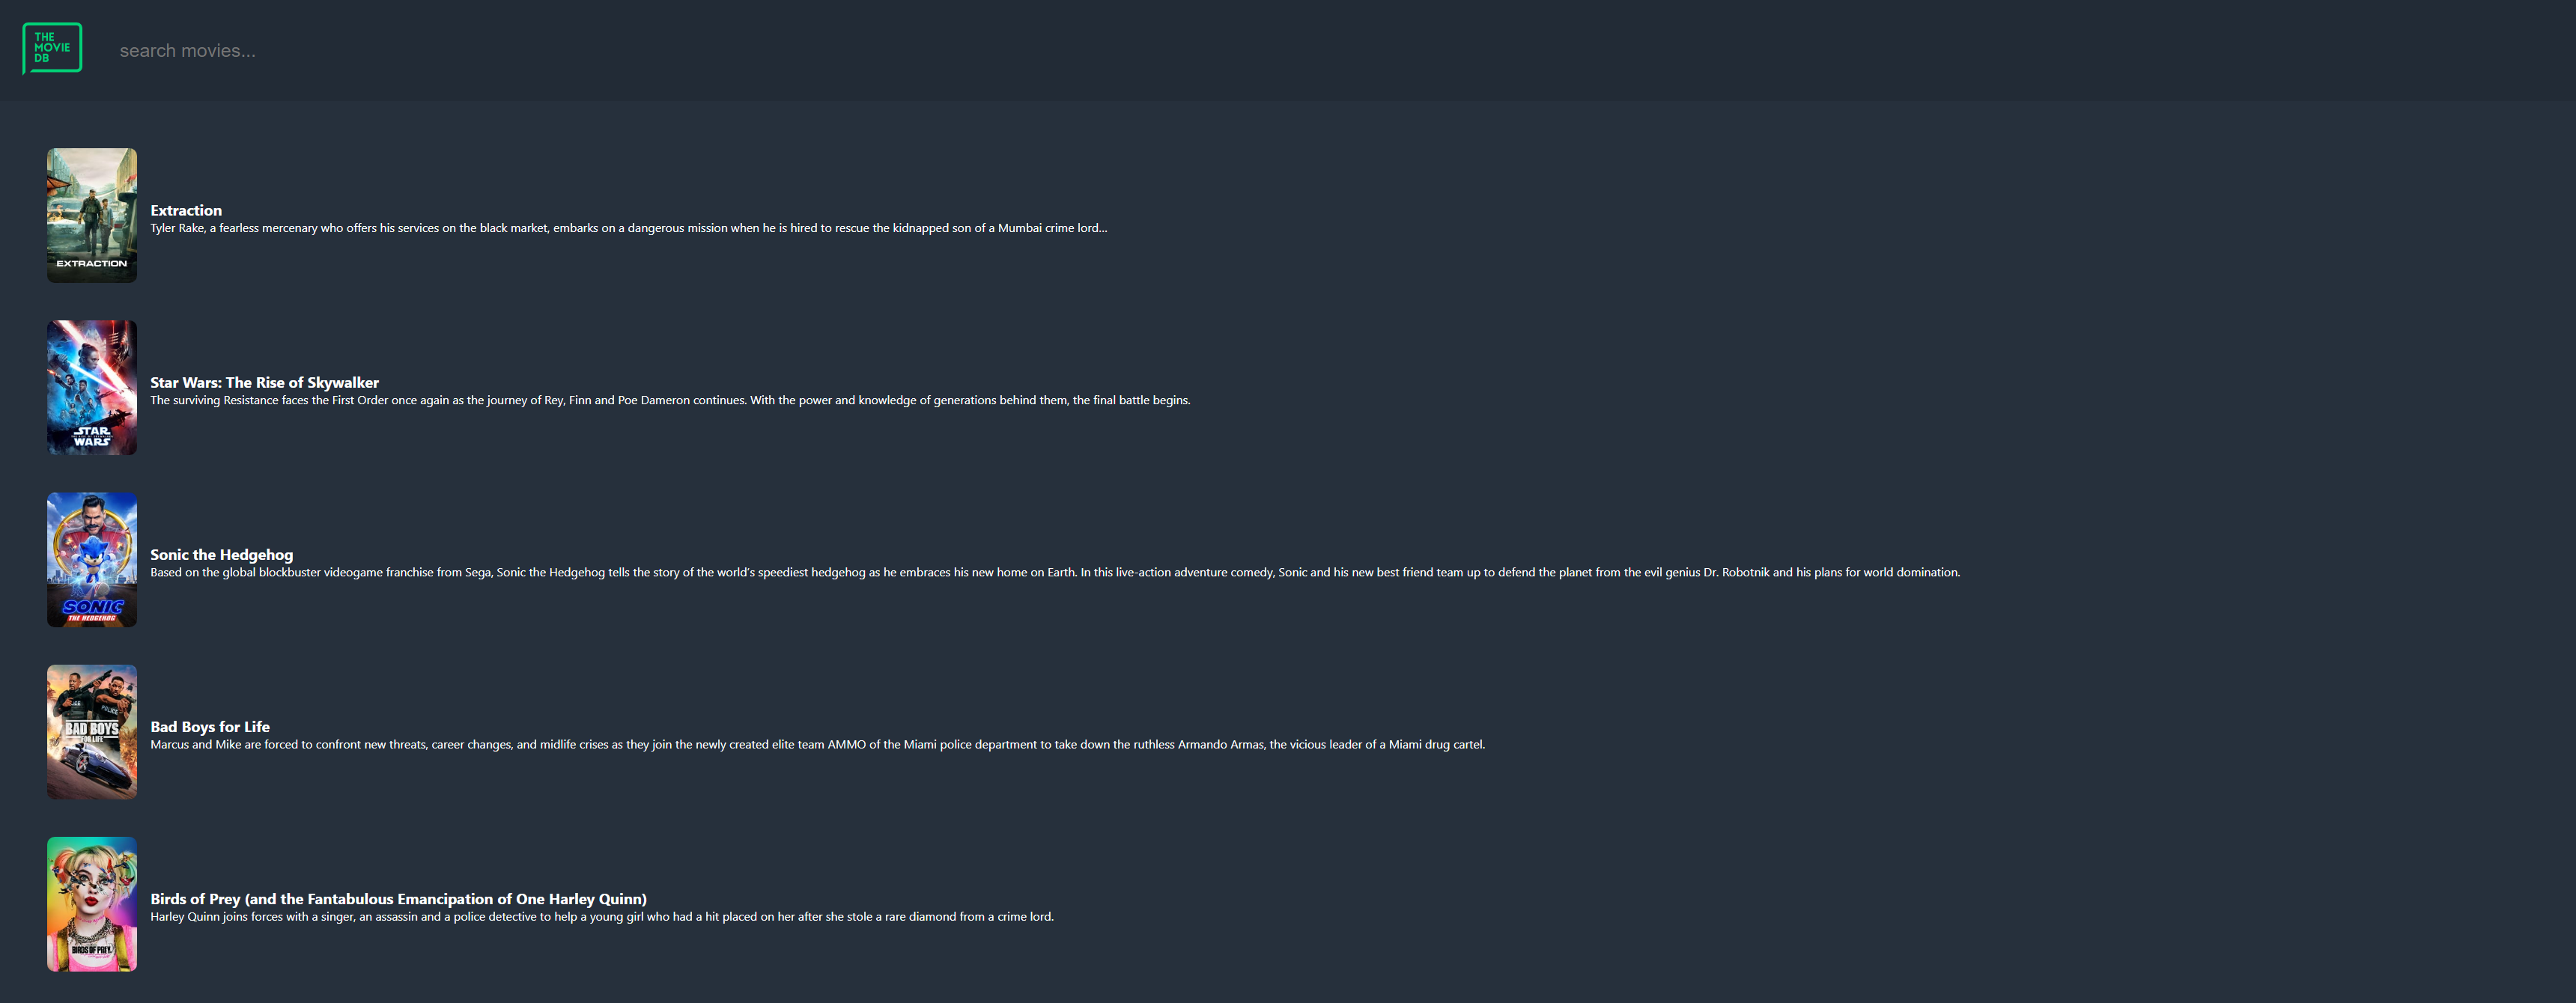 THE
MOVIE
DB
search movies...
EXTRACTION
Extraction
Tyler Rake, a fearless mercenary who offers his services on the black market, embarks on a dangerous mission when he is hired to rescue the kidnapped son of a Mumbai crime lord...
STAR
WARS
Star Wars: The Rise of Skywalker
The surviving Resistance faces the First Order once again as the journey of Rey, Finn and Poe Dameron continues. With the power and knowledge of generations behind them, the final battle begins.
SONIC
THE HEDGEHOG
Sonic the Hedgehog
Based on the global blockbuster videogame franchise from Sega, Sonic the Hedgehog tells the story of the world’s speediest hedgehog as he embraces his new home on Earth. In this live-action adventure comedy, Sonic and his new best friend team up to defend the planet from the evil genius Dr. Robotnik and his plans for world domination.
POLICE
BAD BOYS
FOR LIFE
Bad Boys for Life
Marcus and Mike are forced to confront new threats, career changes, and midlife crises as they join the newly created elite team AMMO of the Miami police department to take down the ruthless Armando Armas, the vicious leader of a Miami drug cartel.
BIRDS OF PREY
Birds of Prey (and the Fantabulous Emancipation of One Harley Quinn)
Harley Quinn joins forces with a singer, an assassin and a police detective to help a young girl who had a hit placed on her after she stole a rare diamond from a crime lord.